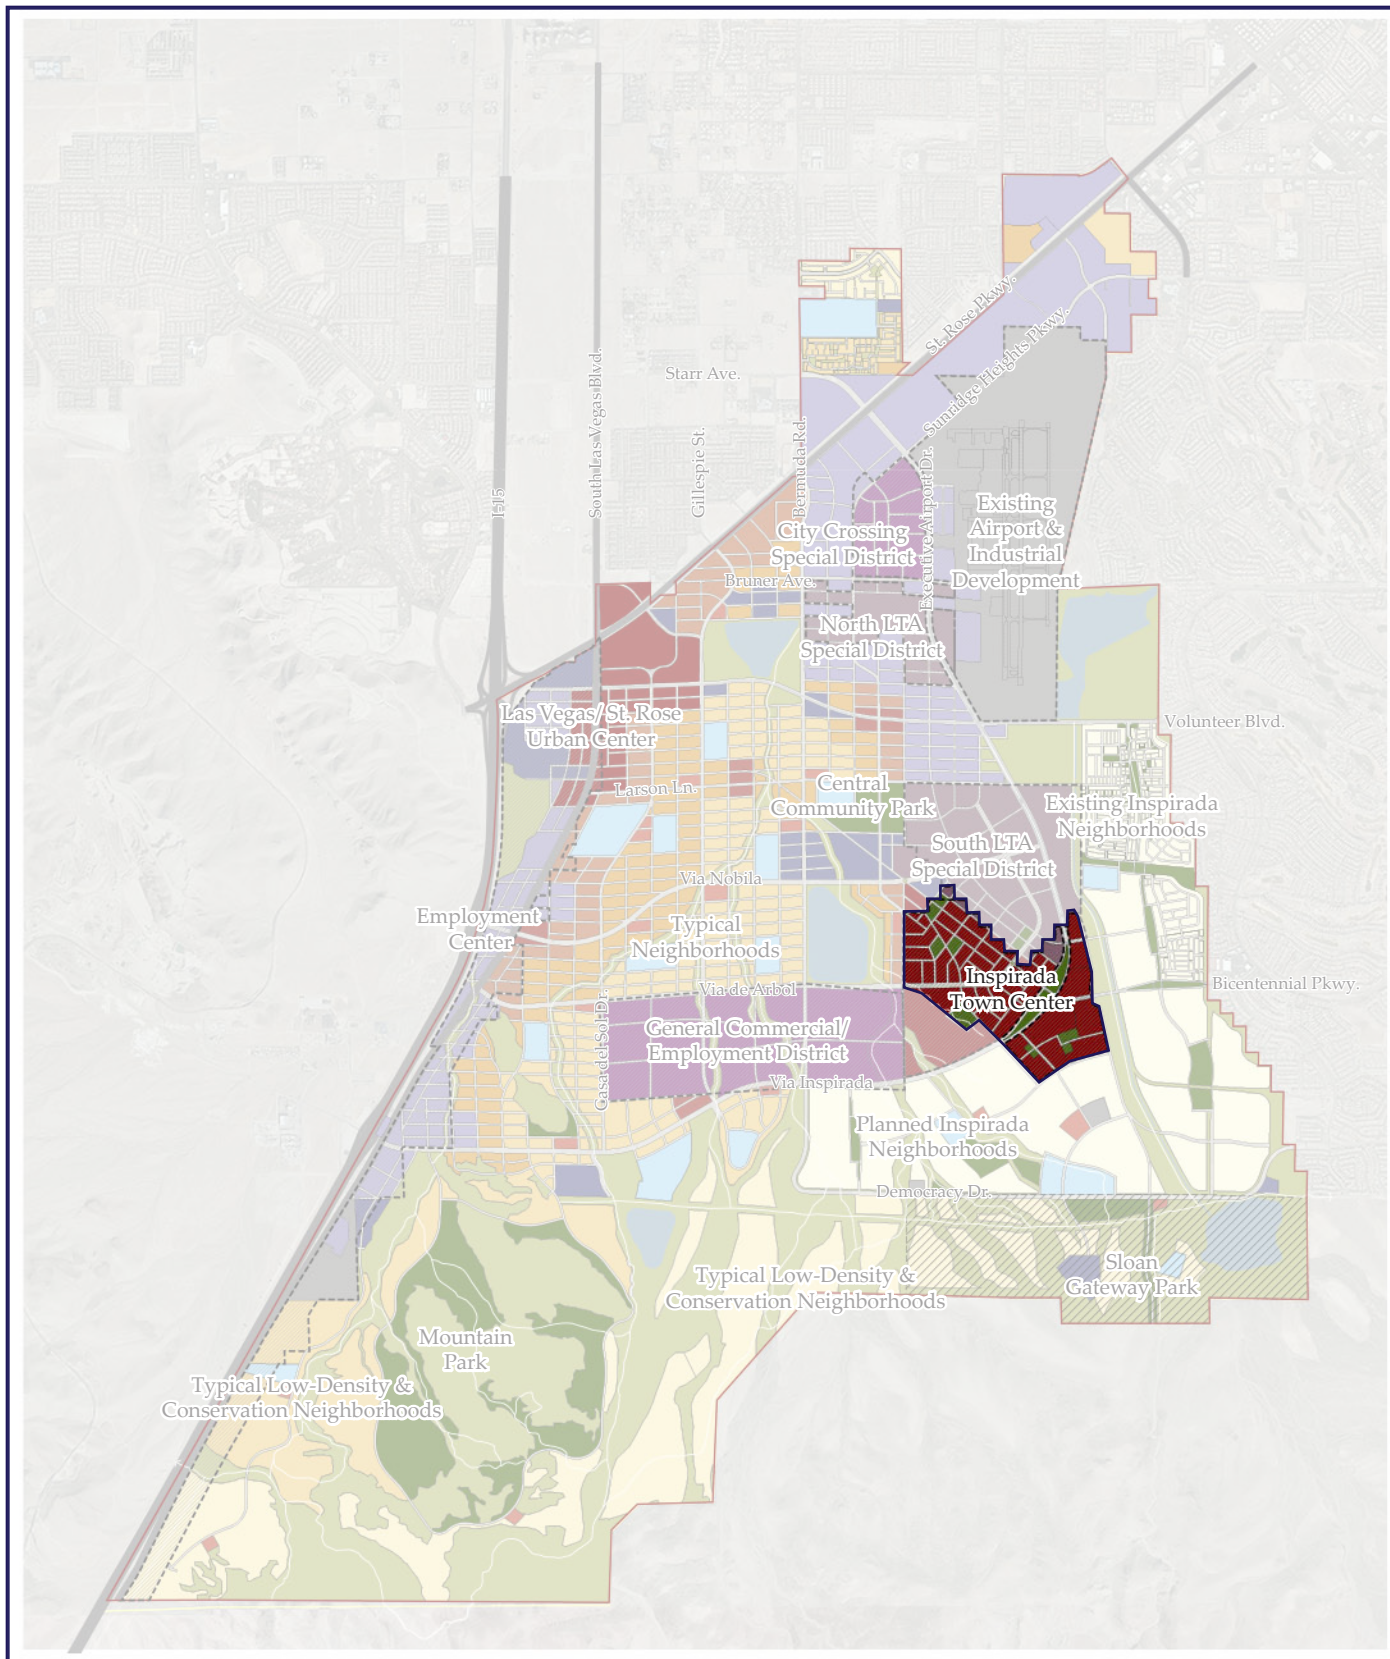 St. Rose Pkwy.
Sunridge Heights Pkwy.
Starr Ave.
South Las Vegas Blvd.
Gillespie St.
Bermuda Rd.
Executive Airport Dr.
I-15
Existing
Airport &
Industrial
Development
City Crossing
Special District
Bruner Ave.
North LTA
Special District
Las Vegas/ St. Rose
Urban Center
Volunteer Blvd.
Larson Ln.
Central
Community Park
Existing Inspirada
Neighborhoods
South LTA
Special District
Via Nobila
Employment
Center
Typical
Neighborhoods
Inspirada
Town Center
Bicentennial Pkwy.
Via de Arbol
Casa del Sol Dr.
General Commercial/
Employment District
Via Inspirada
Planned Inspirada
Neighborhoods
Democracy Dr.
Sloan
Gateway Park
Typical Low-Density &
Conservation Neighborhoods
Mountain
Park
Typical Low-Density &
Conservation Neighborhoods